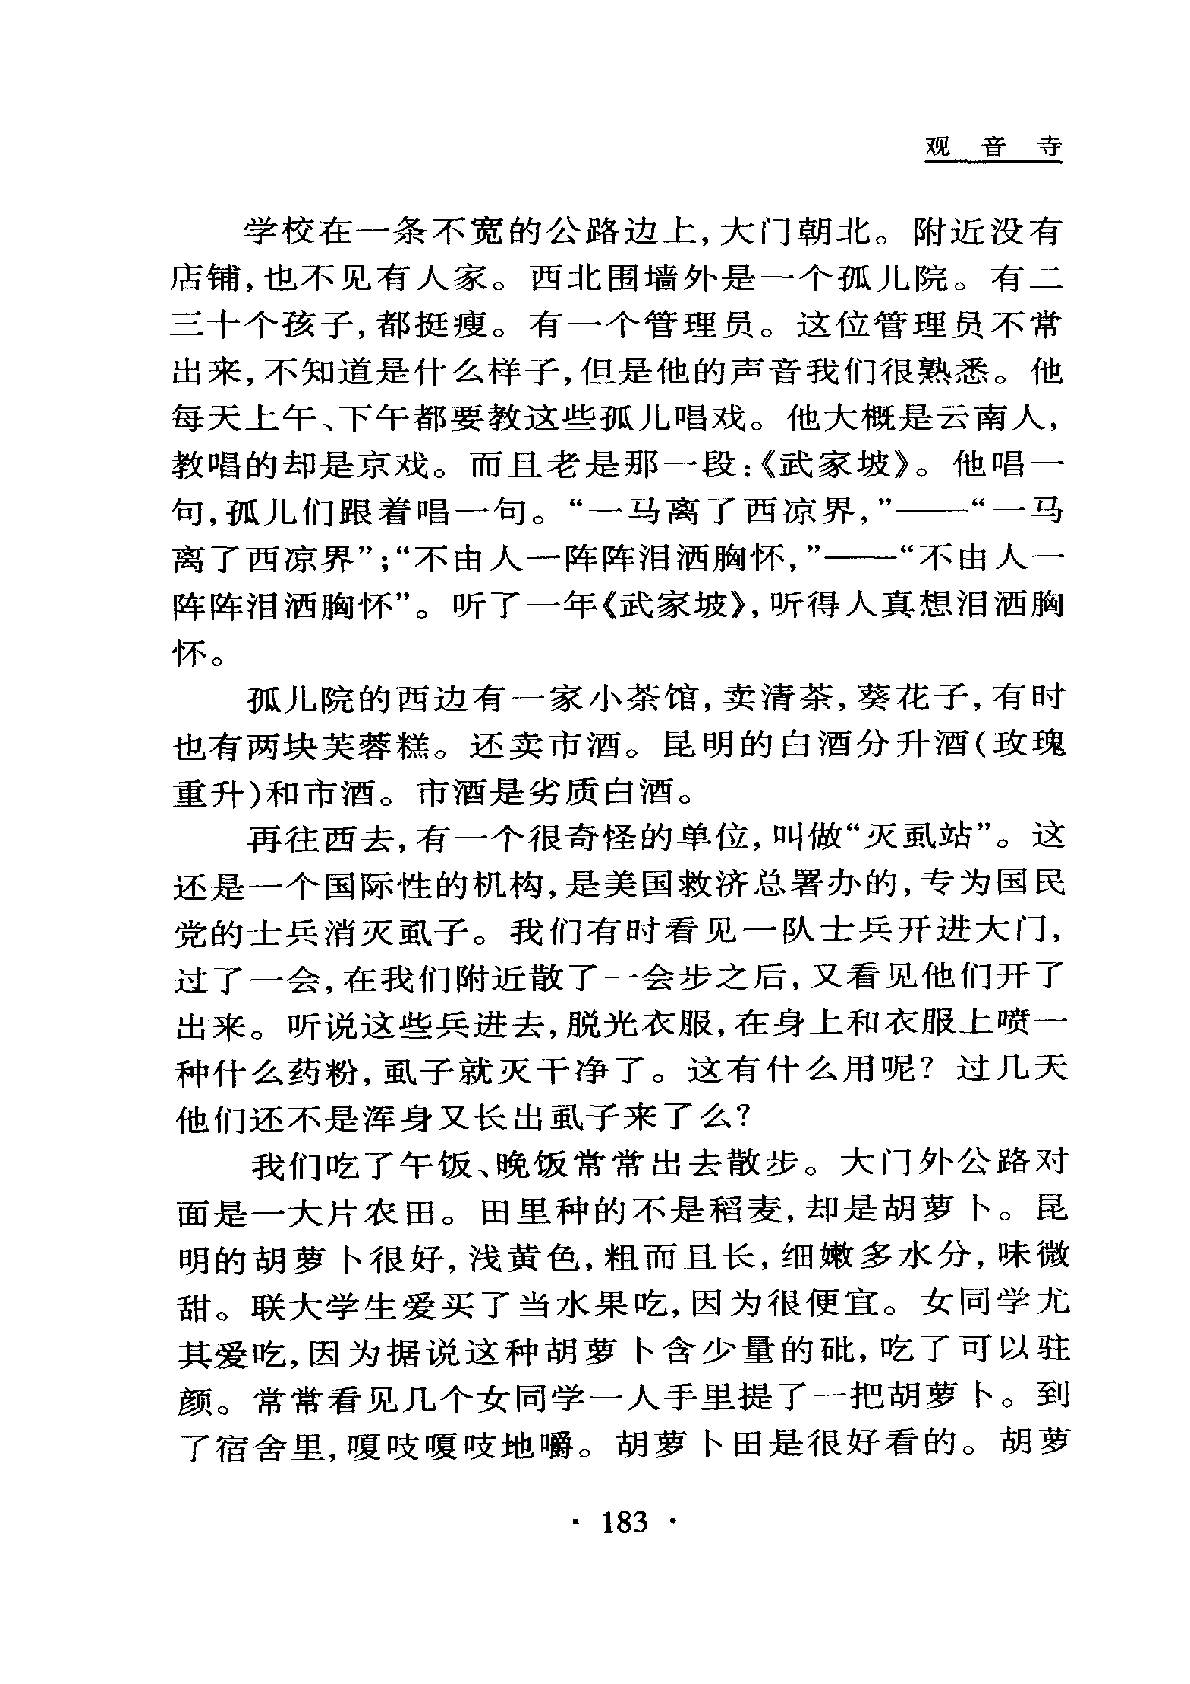 观音寺
学校在一条不宽的公路边上,大门朝北。附近没有
店铺,也不见有人家。西北围墙外是一个孤儿院。有二
三十个孩子,都挺瘦。有一个管理员。这位管理员不常
出来,不知道是什么样子,但是他的声音我们很熟悉。他
每天上午、下午都要教这些孤儿唱戏。他大概是云南人,
教唱的却是京戏。而且老是那一段:《武家坡》。他唱一
句,孤儿们跟着唱一句。“一马离了西凉界,”——“一马
离了西凉界”;“不由人一阵阵泪洒胸怀,”——“不由人一
阵阵泪洒胸怀”。听了一年《武家坡》,听得人真想泪洒胸
怀。
孤儿院的西边有一家小茶馆,卖清茶,葵花子,有时
也有两块芙蓉糕。还卖市酒。昆明的白酒分升酒(玫瑰
重升)和市酒。市酒是劣质白酒。
再往西去,有一个很奇怪的单位,叫做“灭虱站”。这
还是一个国际性的机构,是美国救济总署办的,专为国民
党的士兵消灭虱子。我们有时看见一队士兵开进大门,
过了一会,在我们附近散了一会步之后,又看见他们开了
出来。听说这些兵进去,脱光衣服,在身上和衣服上喷一
种什么药粉,虱子就灭干净了。这有什么用呢?过几天
他们还不是浑身又长出虱子来了么?
我们吃了午饭、晚饭常常出去散步。大门外公路对
面是一大片农田。田里种的不是稻麦,却是胡萝卜。昆
明的胡萝卜很好,浅黄色,粗而且长,细嫩多水分,味微
甜。联大学生爱买了当水果吃,因为很便宜。女同学尤
其爱吃,因为据说这种胡萝卜含少量的砒,吃了可以驻
颜。常常看见几个女同学一人手里提了一把胡萝卜。到
了宿舍里,嘎吱嘎吱地嚼。胡萝卜田是很好看的。胡萝
· 183 ·